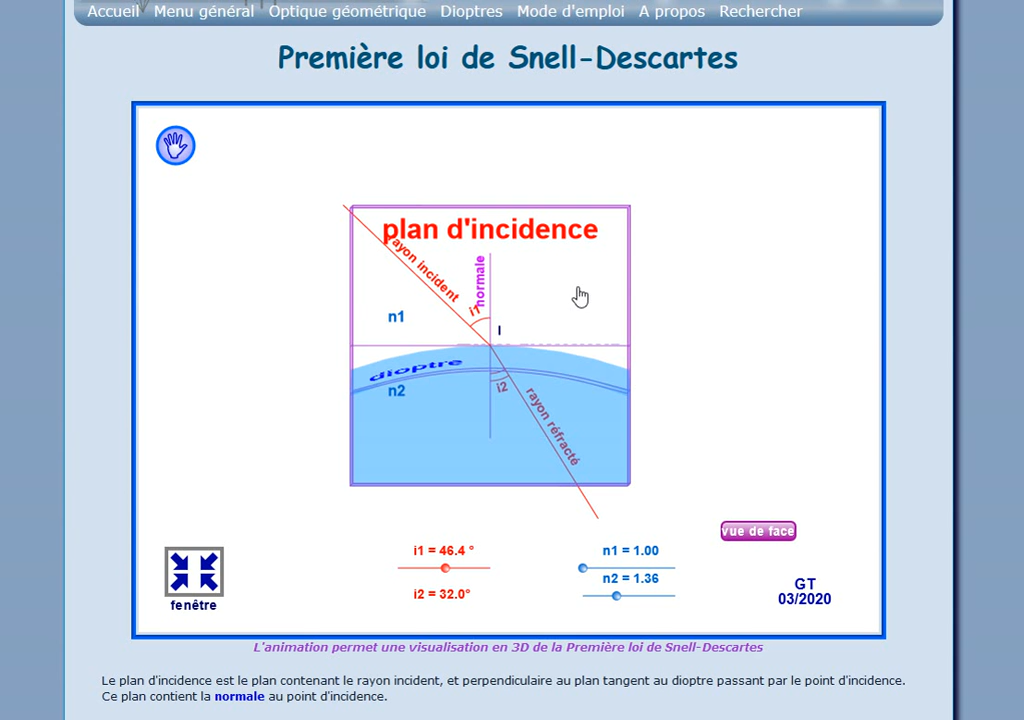 Accueil Menu général Optique géométrique Dioptres Mode d'emploi A propos Rechercher
Première loi de Snell-Descartes
plan d'incidence
rayon incident
normale
i1
n1
I
dioptre
n2
i2
rayon réfracté
vue de face
i1 = 46.4 °
n1 = 1.00
n2 = 1.36
i2 = 32.0°
fenêtre
GT
03/2020
L'animation permet une visualisation en 3D de la Première loi de Snell-Descartes
Le plan d'incidence est le plan contenant le rayon incident, et perpendiculaire au plan tangent au dioptre passant par le point d'incidence.
Ce plan contient la normale au point d'incidence.